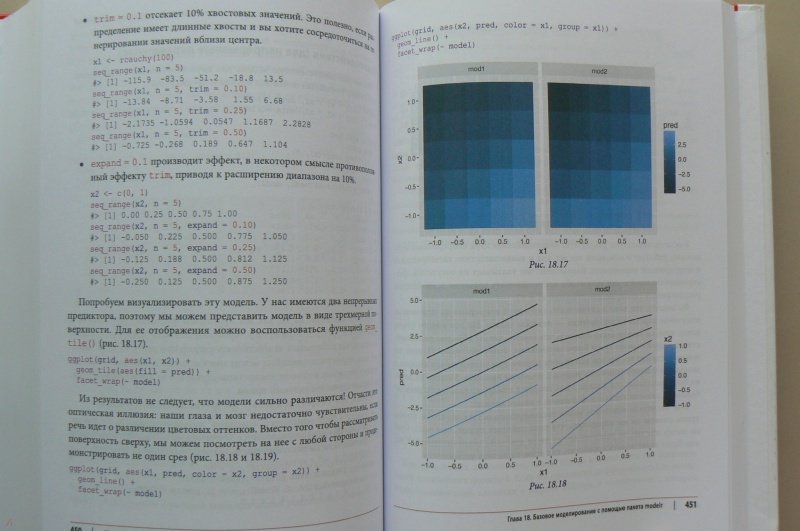 • trim = 0.1 отсекает 10% хвостовых значений. Это полезно, если рас
пределение имеет длинные хвосты и вы хотите сосредоточиться на ге
нерировании значений вблизи центра.
x1 <- rcauchy(100)
seq_range(x1, n = 5)
#> [1] -115.9 -83.5 -51.2 -18.8 13.5
seq_range(x1, n = 5, trim = 0.10)
#> [1] -13.84 -8.71 -3.58 1.55 6.68
seq_range(x1, n = 5, trim = 0.25)
#> [1] -2.1735 -1.0594 0.0547 1.1687 2.2828
seq_range(x1, n = 5, trim = 0.50)
#> [1] -0.725 -0.268 0.189 0.647 1.104
• expand = 0.1 производит эффект, в некотором смысле противополож
ный эффекту trim, приводя к расширению диапазона на 10%.
x2 <- c(0, 1)
seq_range(x2, n = 5)
#> [1] 0.00 0.25 0.50 0.75 1.00
seq_range(x2, n = 5, expand = 0.10)
#> [1] -0.050 0.225 0.500 0.775 1.050
seq_range(x2, n = 5, expand = 0.25)
#> [1] -0.125 0.188 0.500 0.812 1.125
seq_range(x2, n = 5, expand = 0.50)
#> [1] -0.250 0.125 0.500 0.875 1.250
Попробуем визуализировать эту модель. У нас имеются два непрерывных
предиктора, поэтому мы можем представить модель в виде трехмерной по
верхности. Для ее отображения можно воспользоваться функцией geom_
tile() (рис. 18.17).
ggplot(grid, aes(x1, x2)) +
geom_tile(aes(fill = pred)) +
facet_wrap(~ model)
Из результатов не следует, что модели сильно различаются! Отчасти это
оптическая иллюзия: наши глаза и мозг недостаточно чувствительны, если
речь идет о различении цветовых оттенков. Вместо того чтобы рассматривать
поверхность сверху, мы можем посмотреть на нее с любой стороны и проде
монстрировать не один срез (рис. 18.18 и 18.19).
ggplot(grid, aes(x1, pred, color = x2, group = x2)) +
geom_line() +
facet_wrap(~ model)
450
ggplot(grid, aes(x2, pred, color = x1, group = x1)) +
geom_line() +
facet_wrap(~ model)
mod1 mod2
1.0
0.5
0.0
-0.5
-1.0
x2
-1.0 -0.5 0.0 0.5 1.0 -1.0 -0.5 0.0 0.5 1.0
x1
pred
2.5
0.0
-2.5
-5.0
Рис. 18.17
mod1 mod2
5.0
2.5
0.0
-2.5
-5.0
pred
-1.0 -0.5 0.0 0.5 1.0 -1.0 -0.5 0.0 0.5 1.0
x1
x2
1.0
0.5
0.0
-0.5
-1.0
Рис. 18.18
Глава 18. Базовое моделирование с помощью пакета modelr | 451